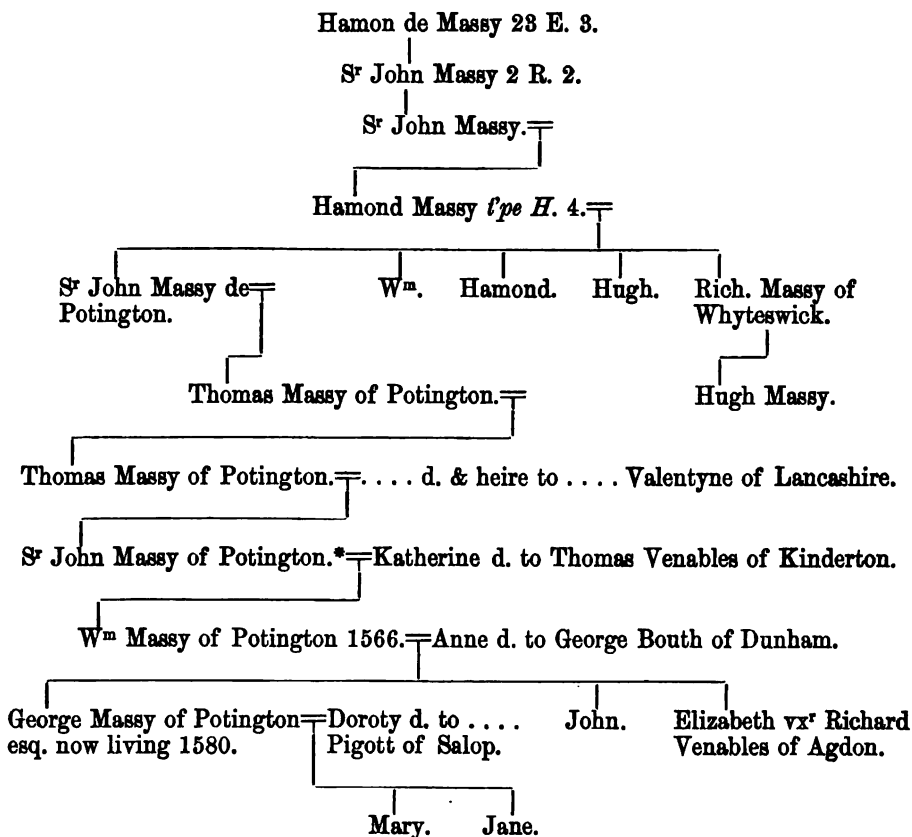 Hamon de Massy 23 E. 3.
Sʳ John Massy 2 R. 2.
Sʳ John Massy.
Hamond Massy t'pe H. 4.
Sʳ John Massy de Potington.
Wᵐ. Hamond. Hugh. Rich. Massy of Whyteswick.
Thomas Massy of Potington. Hugh Massy.
Thomas Massy of Potington. . . . . d. & heire to . . . . Valentyne of Lancashire.
Sʳ John Massy of Potington.* Katherine d. to Thomas Venables of Kinderton.
Wᵐ Massy of Potington 1566. Anne d. to George Bouth of Dunham.
George Massy of Potington esq. now living 1580.
Doroty d. to . . . . Pigott of Salop.
John.
Elizabeth vxʳ Richard Venables of Agdon.
Mary. Jane.